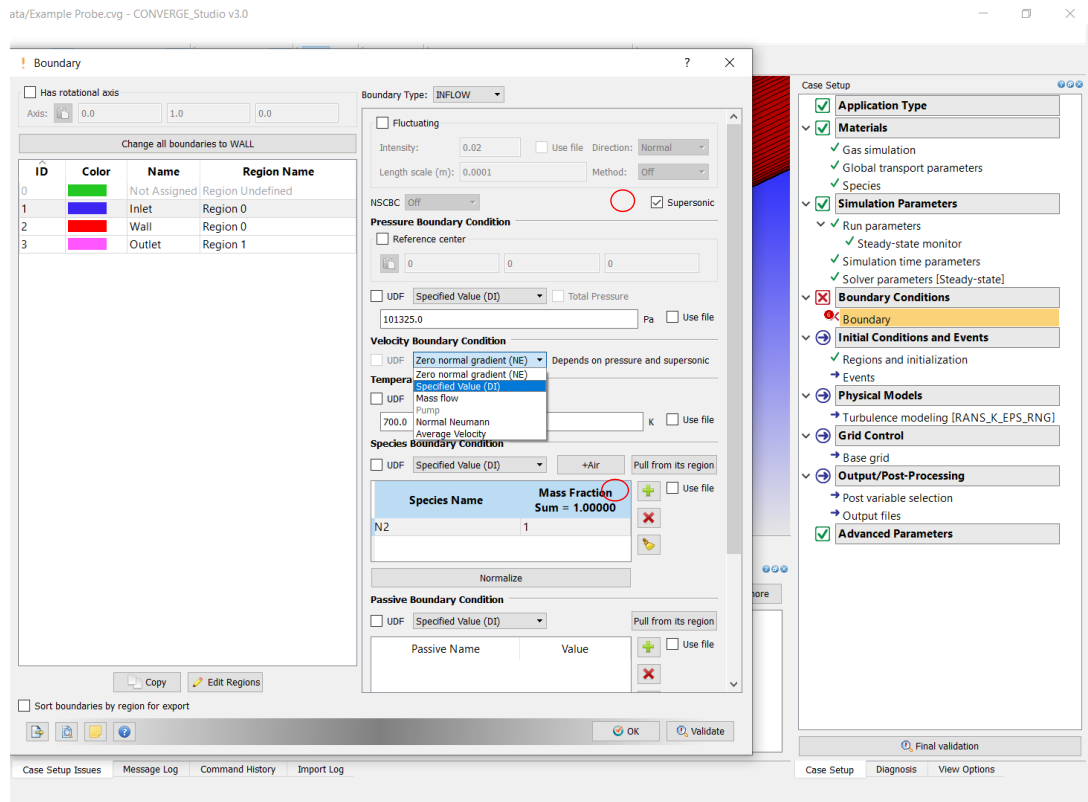 ata/Example Probe.cvg - CONVERGE_Studio v3.0
Boundary
?
Has rotational axis
Axis:
0.0
1.0
0.0
Change all boundaries to WALL
ID Color Name Region Name
0 Not Assigned Region Undefined
1 Inlet Region 0
2 Wall Region 0
3 Outlet Region 1
Copy
Edit Regions
Sort boundaries by region for export
Boundary Type: INFLOW
Fluctuating
Intensity: 0.02 Use file Direction: Normal
Length scale (m): 0.0001 Method: Off
NSCBC Off Supersonic
Pressure Boundary Condition
Reference center
0 0 0
UDF Specified Value (DI) Total Pressure
101325.0 Pa Use file
Velocity Boundary Condition
UDF Zero normal gradient (NE) Depends on pressure and supersonic
Zero normal gradient (NE)
Specified Value (DI)
Mass flow
Pump
Normal Neumann
Average Velocity
Tempera
UDF
700.0 K Use file
Species Boundary Condition
UDF Specified Value (DI) +Air Pull from its region
Species Name Mass Fraction
Sum = 1.00000
Use file
N2 1
Normalize
Passive Boundary Condition
UDF Specified Value (DI) Pull from its region
Passive Name Value
Use file
OK
Validate
ore
Case Setup Issues Message Log Command History Import Log
Case Setup
Application Type
Materials
Gas simulation
Global transport parameters
Species
Simulation Parameters
Run parameters
Steady-state monitor
Simulation time parameters
Solver parameters [Steady-state]
Boundary Conditions
Boundary
Initial Conditions and Events
Regions and initialization
Events
Physical Models
Turbulence modeling [RANS_K_EPS_RNG]
Grid Control
Base grid
Output/Post-Processing
Post variable selection
Output files
Advanced Parameters
Final validation
Case Setup Diagnosis View Options